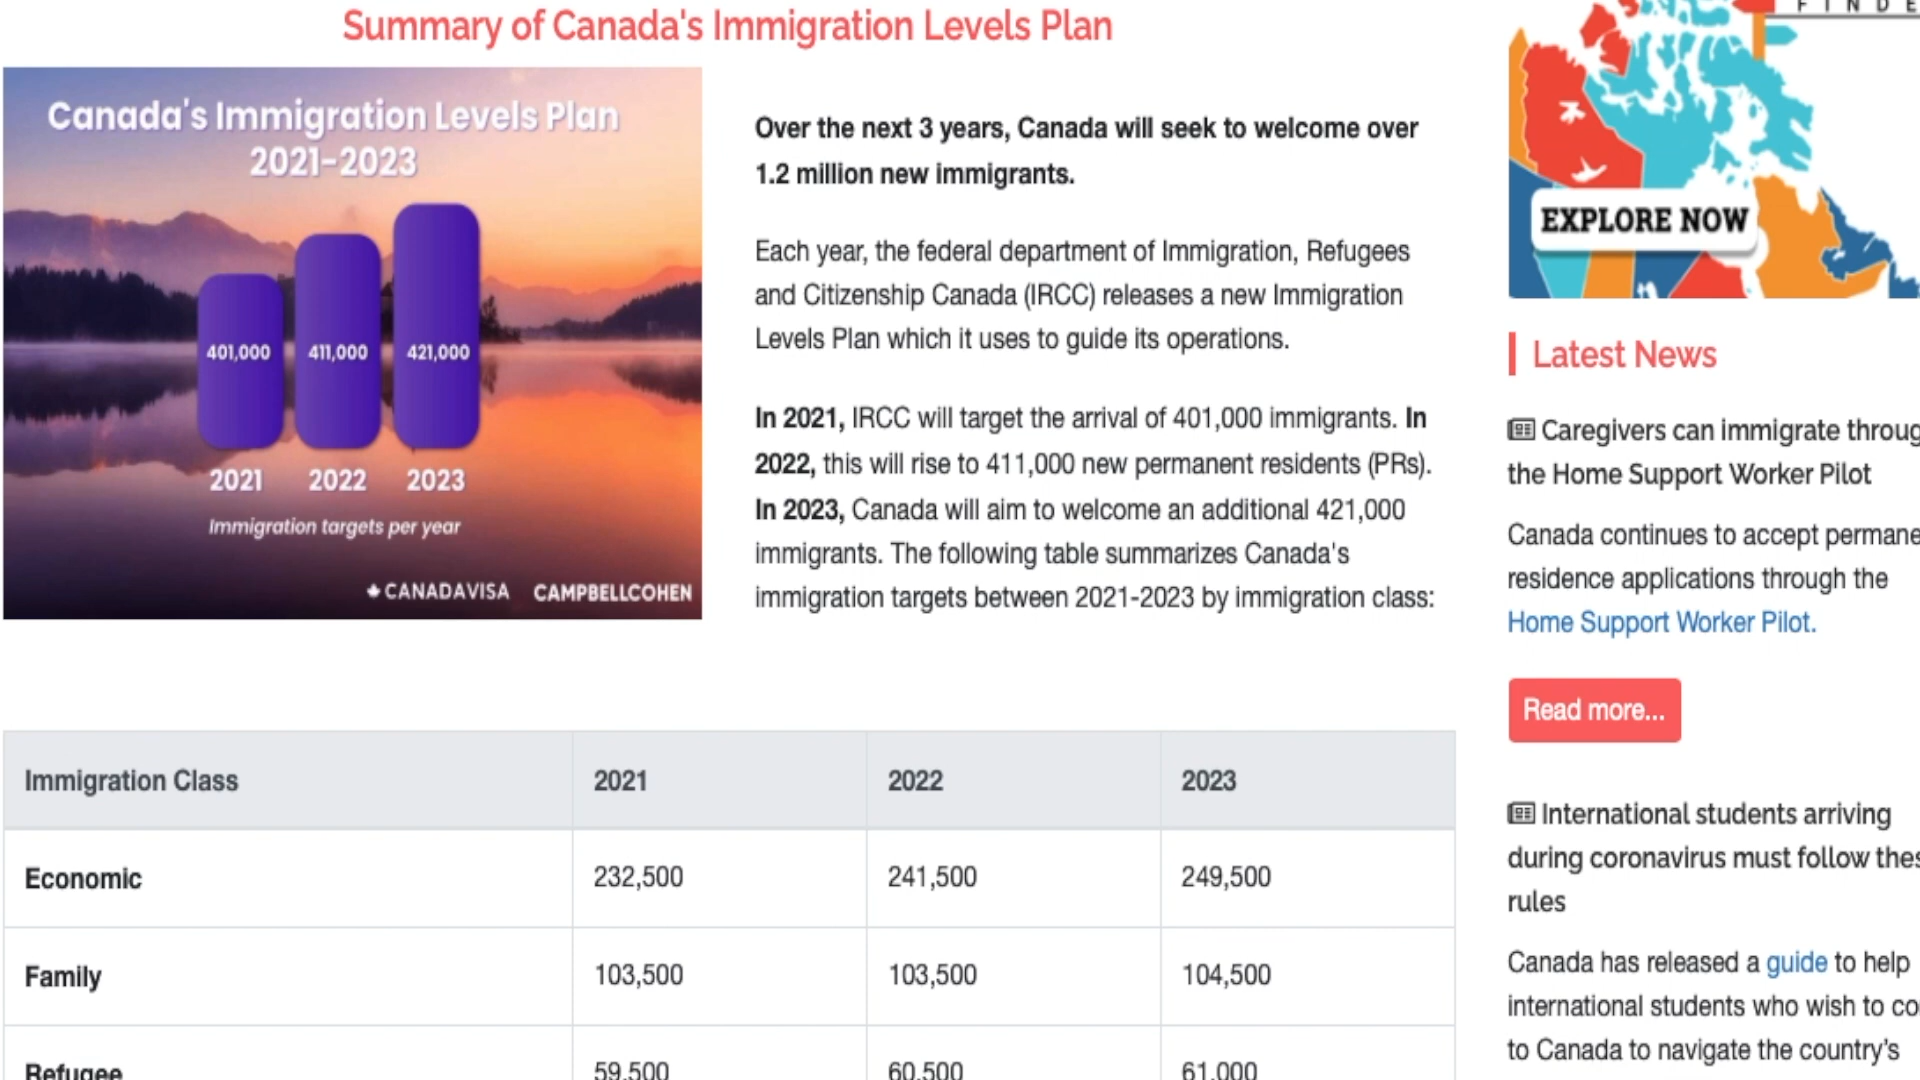 Summary of Canada's Immigration Levels Plan
Canada's Immigration Levels Plan
2021-2023
401,000 411,000 421,000
2021 2022 2023
Immigration targets per year
CANADAVISA CAMPBELLCOHEN
Over the next 3 years, Canada will seek to welcome over
1.2 million new immigrants.
Each year, the federal department of Immigration, Refugees
and Citizenship Canada (IRCC) releases a new Immigration
Levels Plan which it uses to guide its operations.
In 2021, IRCC will target the arrival of 401,000 immigrants. In
2022, this will rise to 411,000 new permanent residents (PRs).
In 2023, Canada will aim to welcome an additional 421,000
immigrants. The following table summarizes Canada's
immigration targets between 2021-2023 by immigration class:
Immigration Class 2021 2022 2023
Economic 232,500 241,500 249,500
Family 103,500 103,500 104,500
Refugee 59,500 60,500 61,000
EXPLORE NOW
Latest News
Caregivers can immigrate throug
the Home Support Worker Pilot
Canada continues to accept permane
residence applications through the
Home Support Worker Pilot.
Read more...
International students arriving
during coronavirus must follow thes
rules
Canada has released a guide to help
international students who wish to co
to Canada to navigate the country's